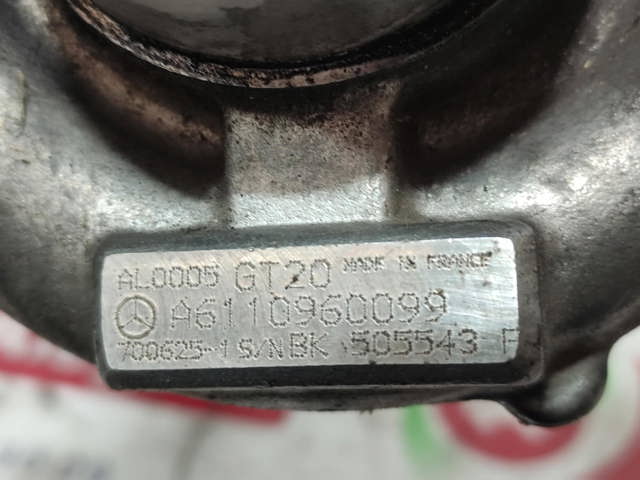 AL0005 GT20 MADE IN FRANCE
A6110960099
700625-1 S/N BK 505543 F